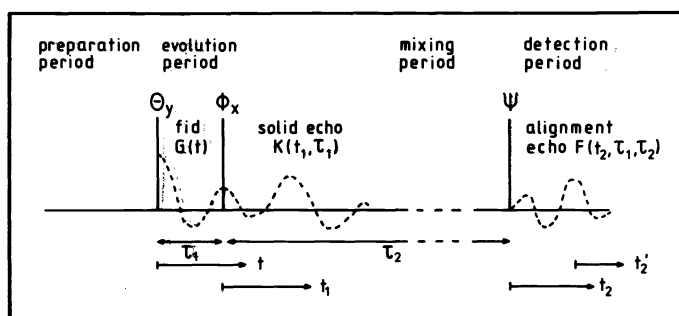 preparation period
evolution period
mixing period
detection period
Θy
Φx
Ψ
fid
G(t)
solid echo
K(t₁,τ₁)
alignment
echo F(t₂,τ₁,τ₂)
τ₁
t
τ₂
t₂'
t₁
t₂